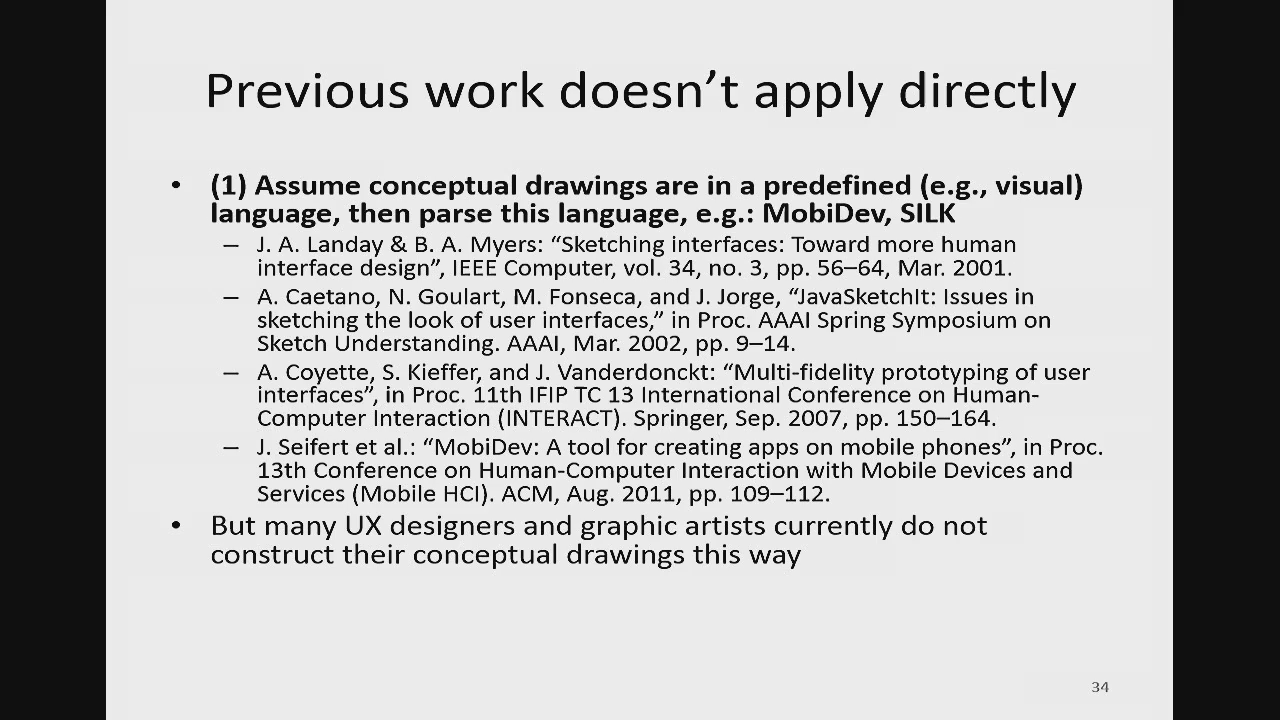 Previous work doesn’t apply directly
• (1) Assume conceptual drawings are in a predefined (e.g., visual)
language, then parse this language, e.g.: MobiDev, SILK
– J. A. Landay & B. A. Myers: “Sketching interfaces: Toward more human
interface design”, IEEE Computer, vol. 34, no. 3, pp. 56–64, Mar. 2001.
– A. Caetano, N. Goulart, M. Fonseca, and J. Jorge, “JavaSketchIt: Issues in
sketching the look of user interfaces,” in Proc. AAAI Spring Symposium on
Sketch Understanding. AAAI, Mar. 2002, pp. 9–14.
– A. Coyette, S. Kieffer, and J. Vanderdonckt: “Multi-fidelity prototyping of user
interfaces”, in Proc. 11th IFIP TC 13 International Conference on Human-
Computer Interaction (INTERACT). Springer, Sep. 2007, pp. 150–164.
– J. Seifert et al.: “MobiDev: A tool for creating apps on mobile phones”, in Proc.
13th Conference on Human-Computer Interaction with Mobile Devices and
Services (Mobile HCI). ACM, Aug. 2011, pp. 109–112.
• But many UX designers and graphic artists currently do not
construct their conceptual drawings this way
34